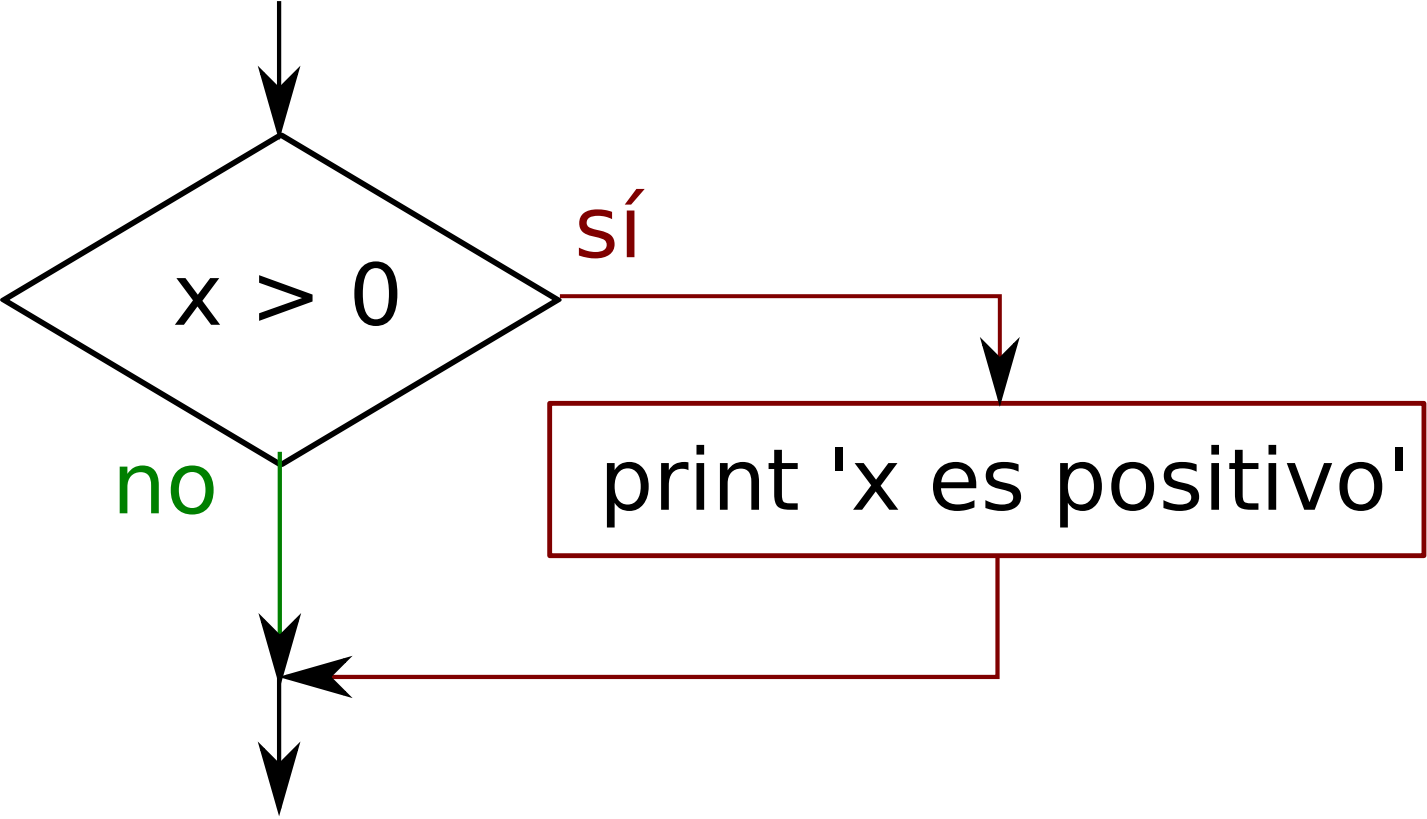 sí
x > 0
no
print 'x es positivo'